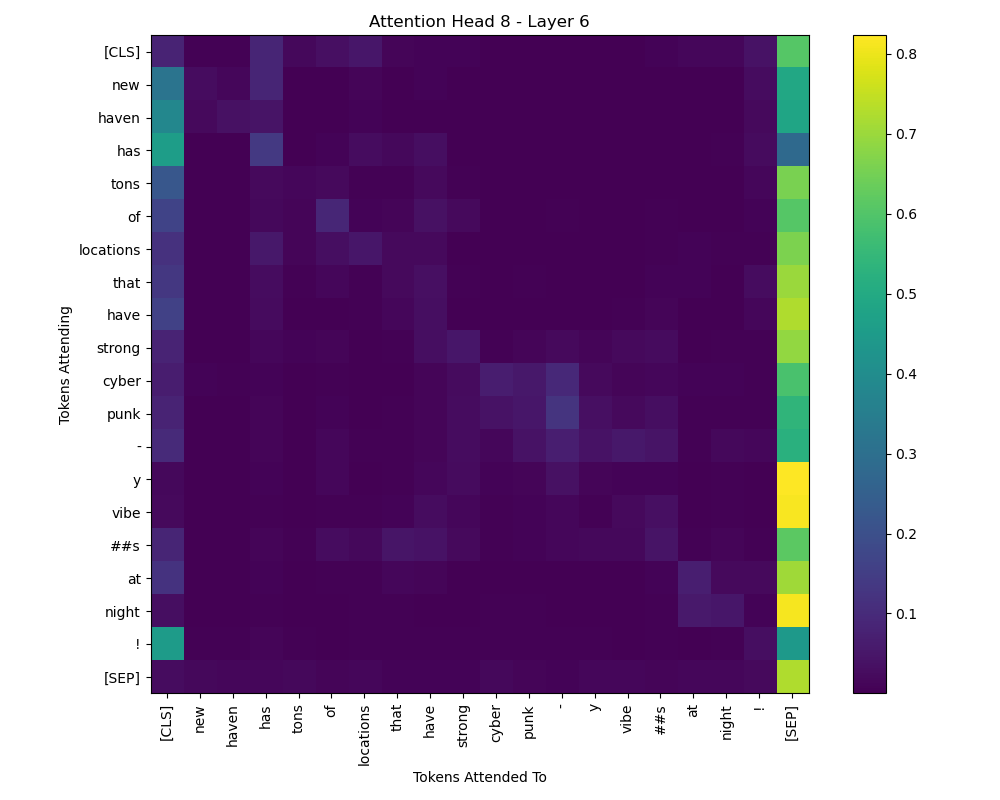 Attention Head 8 - Layer 6
Tokens Attending
[CLS]
new
haven
has
tons
of
locations
that
have
strong
cyber
punk
-
y
vibe
##s
at
night
!
[SEP]
[CLS]
new
haven
has
tons
of
locations
that
have
strong
cyber
punk
-
y
vibe
##s
at
night
!
[SEP]
Tokens Attended To
0.8
0.7
0.6
0.5
0.4
0.3
0.2
0.1